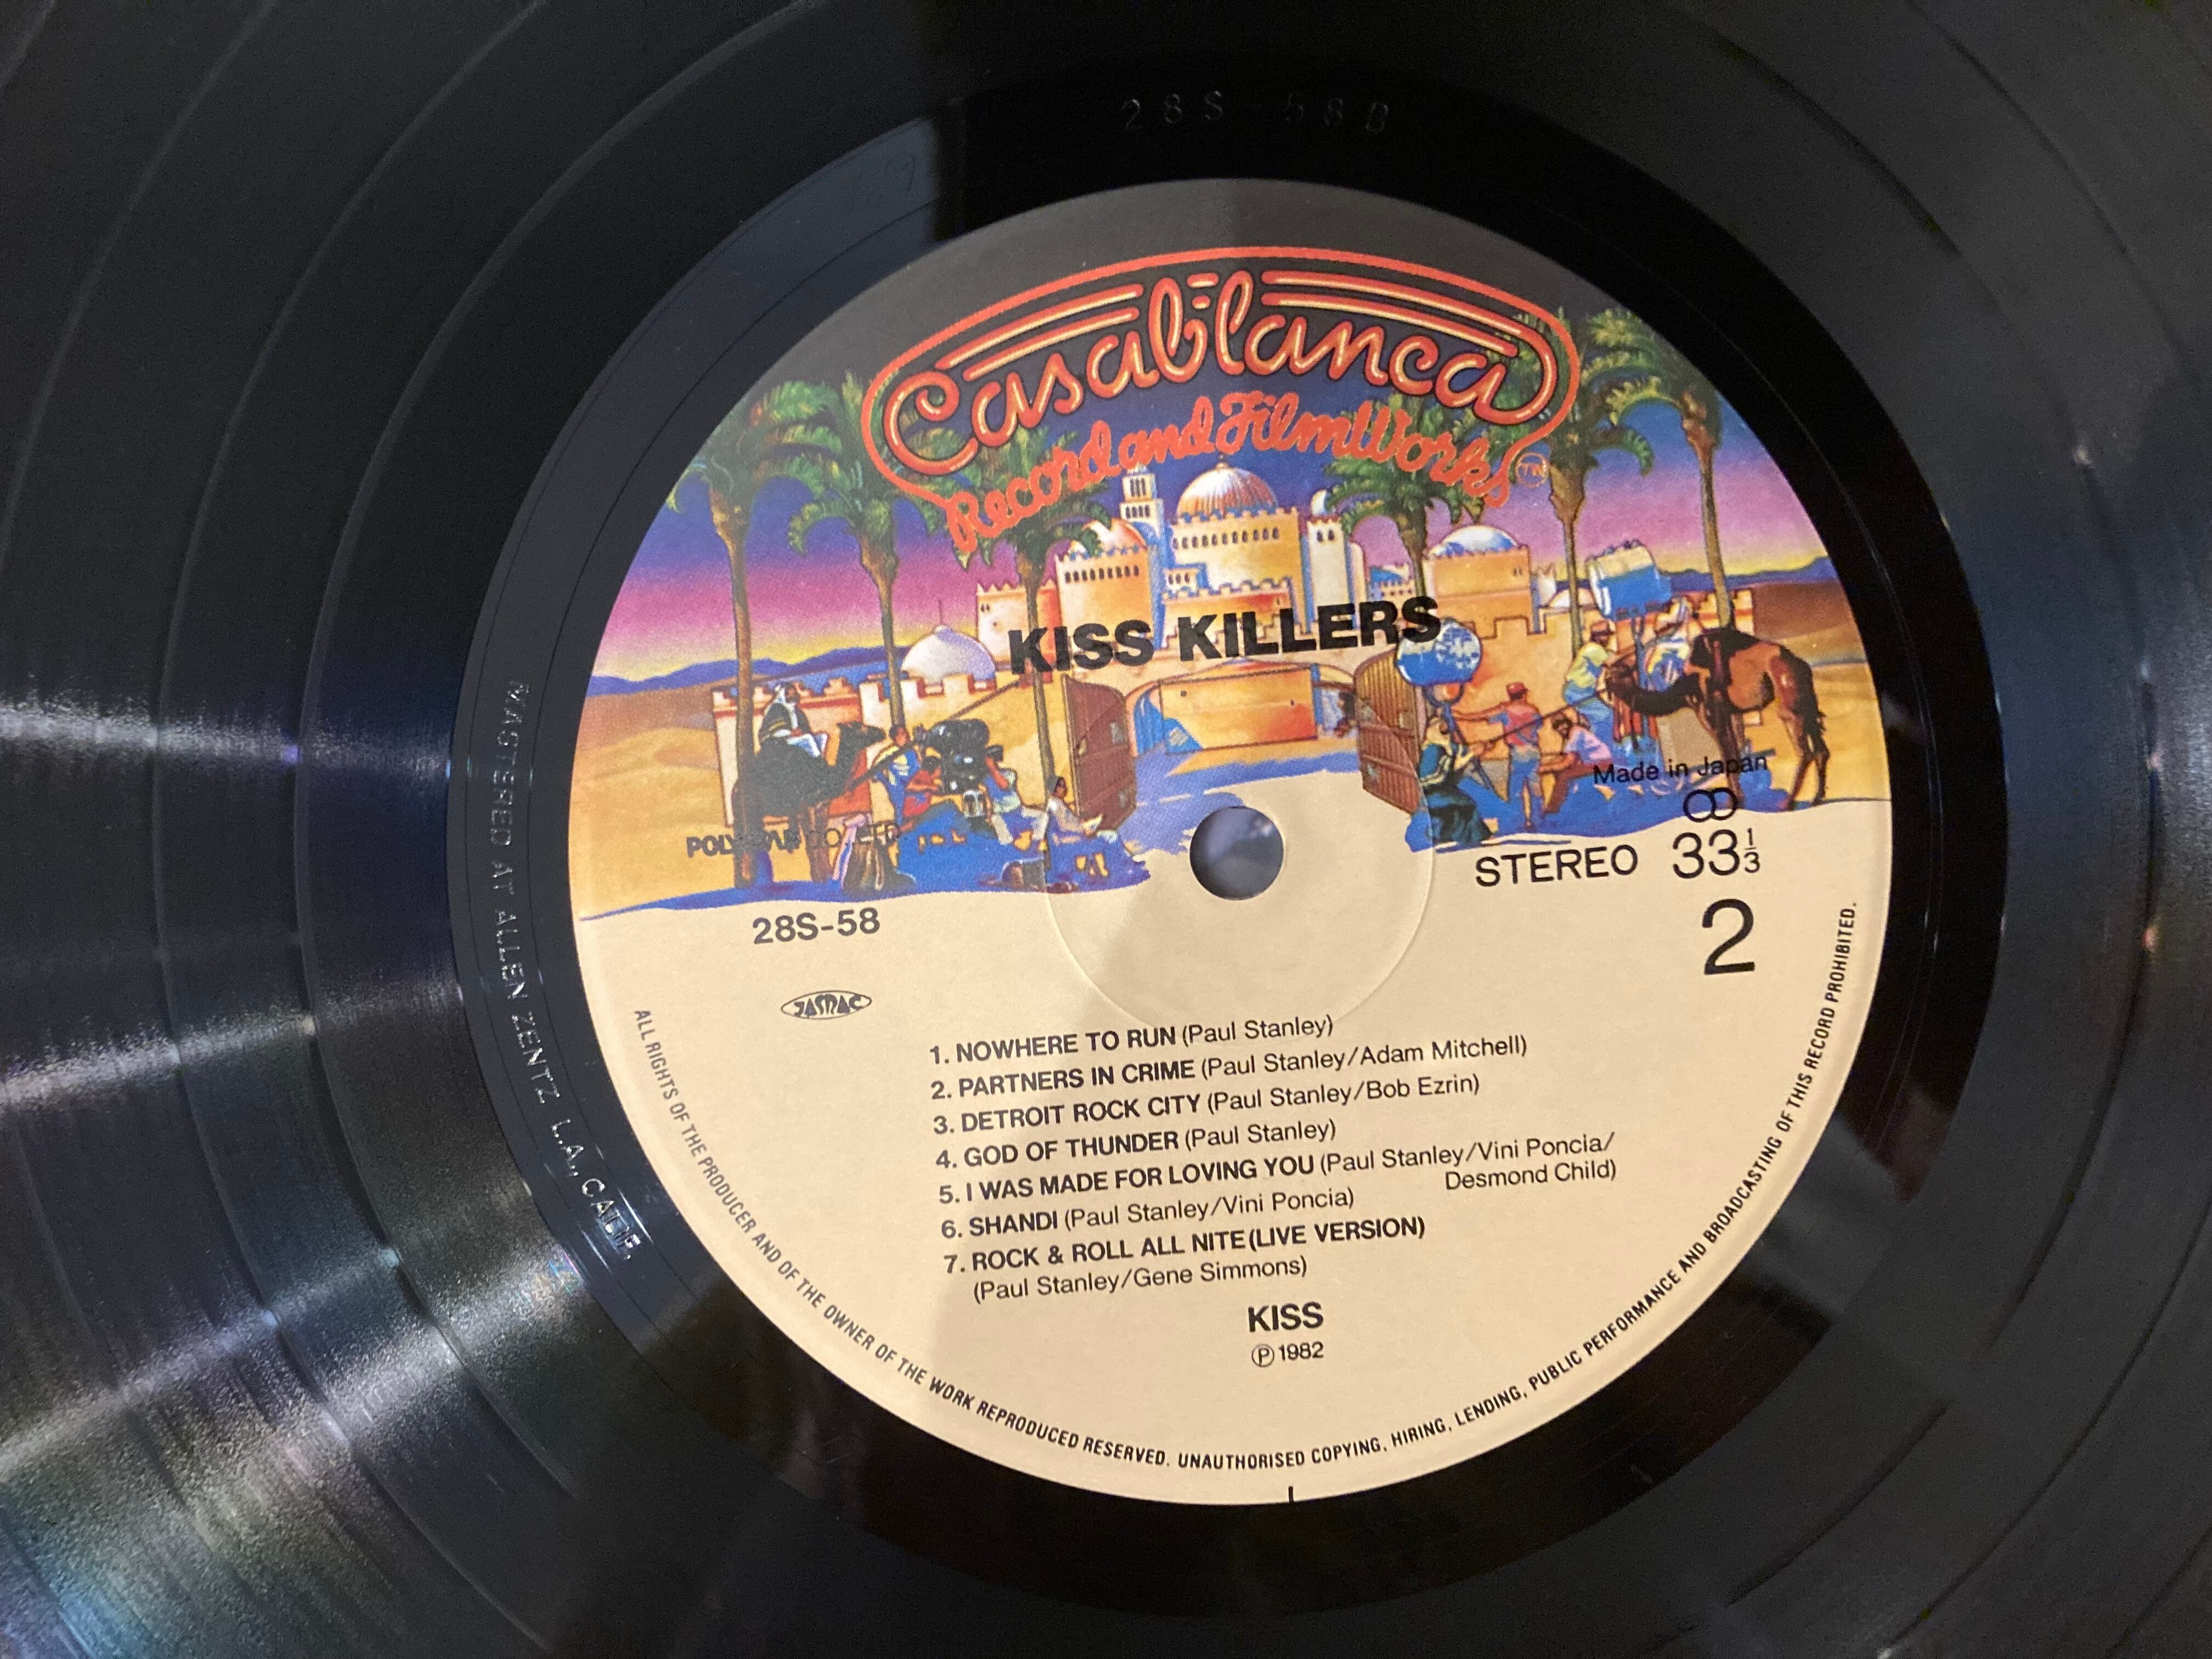 28S-58B
Casablanca
Record and FilmWorks
TM
KISS KILLERS
Made in Japan
STEREO 33 1/3
28S-58
2
JASRAC
1. NOWHERE TO RUN (Paul Stanley)
2. PARTNERS IN CRIME (Paul Stanley/Adam Mitchell)
3. DETROIT ROCK CITY (Paul Stanley/Bob Ezrin)
4. GOD OF THUNDER (Paul Stanley)
5. I WAS MADE FOR LOVING YOU (Paul Stanley/Vini Poncia/
Desmond Child)
6. SHANDI (Paul Stanley/Vini Poncia)
7. ROCK & ROLL ALL NITE (LIVE VERSION)
(Paul Stanley/Gene Simmons)
KISS
Ⓟ 1982
ALL RIGHTS OF THE PRODUCER AND OF THE OWNER OF THE WORK REPRODUCED RESERVED. UNAUTHORISED COPYING, HIRING, LENDING, PUBLIC PERFORMANCE AND BROADCASTING OF THIS RECORD PROHIBITED.
MASTERED AT ALLEN ZENTZ L.A., CALIF.